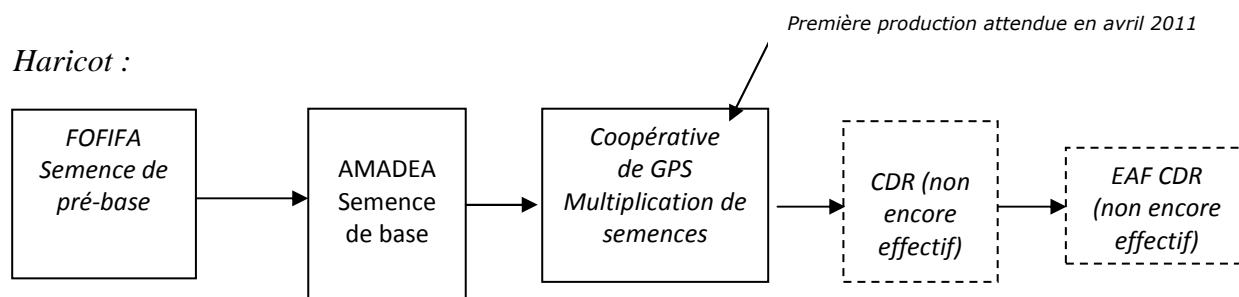 Première production attendue en avril 2011
Haricot :
FOFIFA
Semence de
pré-base
AMADEA
Semence
de base
Coopérative
de GPS
Multiplication de
semences
CDR (non
encore
effectif)
EAF CDR
(non encore
effectif)